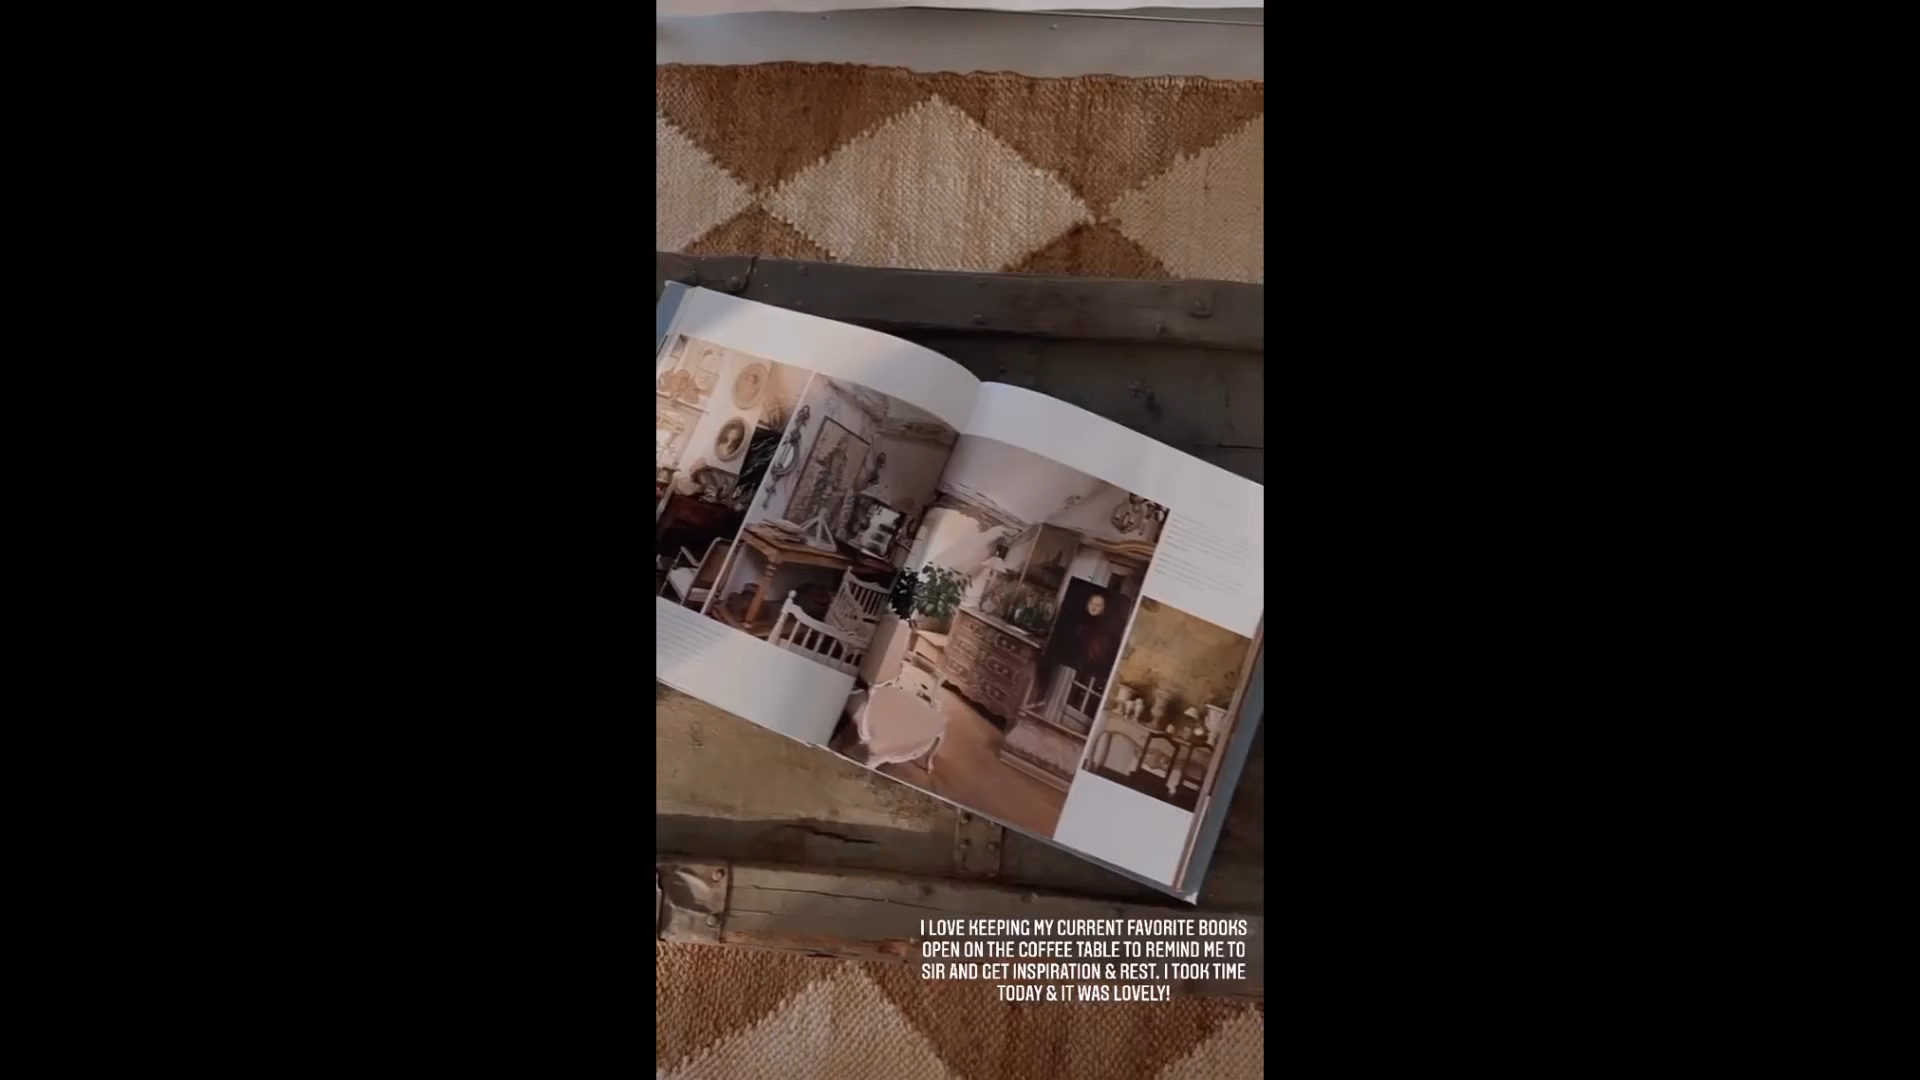 I LOVE KEEPING MY CURRENT FAVORITE BOOKS
OPEN ON THE COFFEE TABLE TO REMIND ME TO
SIR AND GET INSPIRATION & REST. I TOOK TIME
TODAY & IT WAS LOVELY!